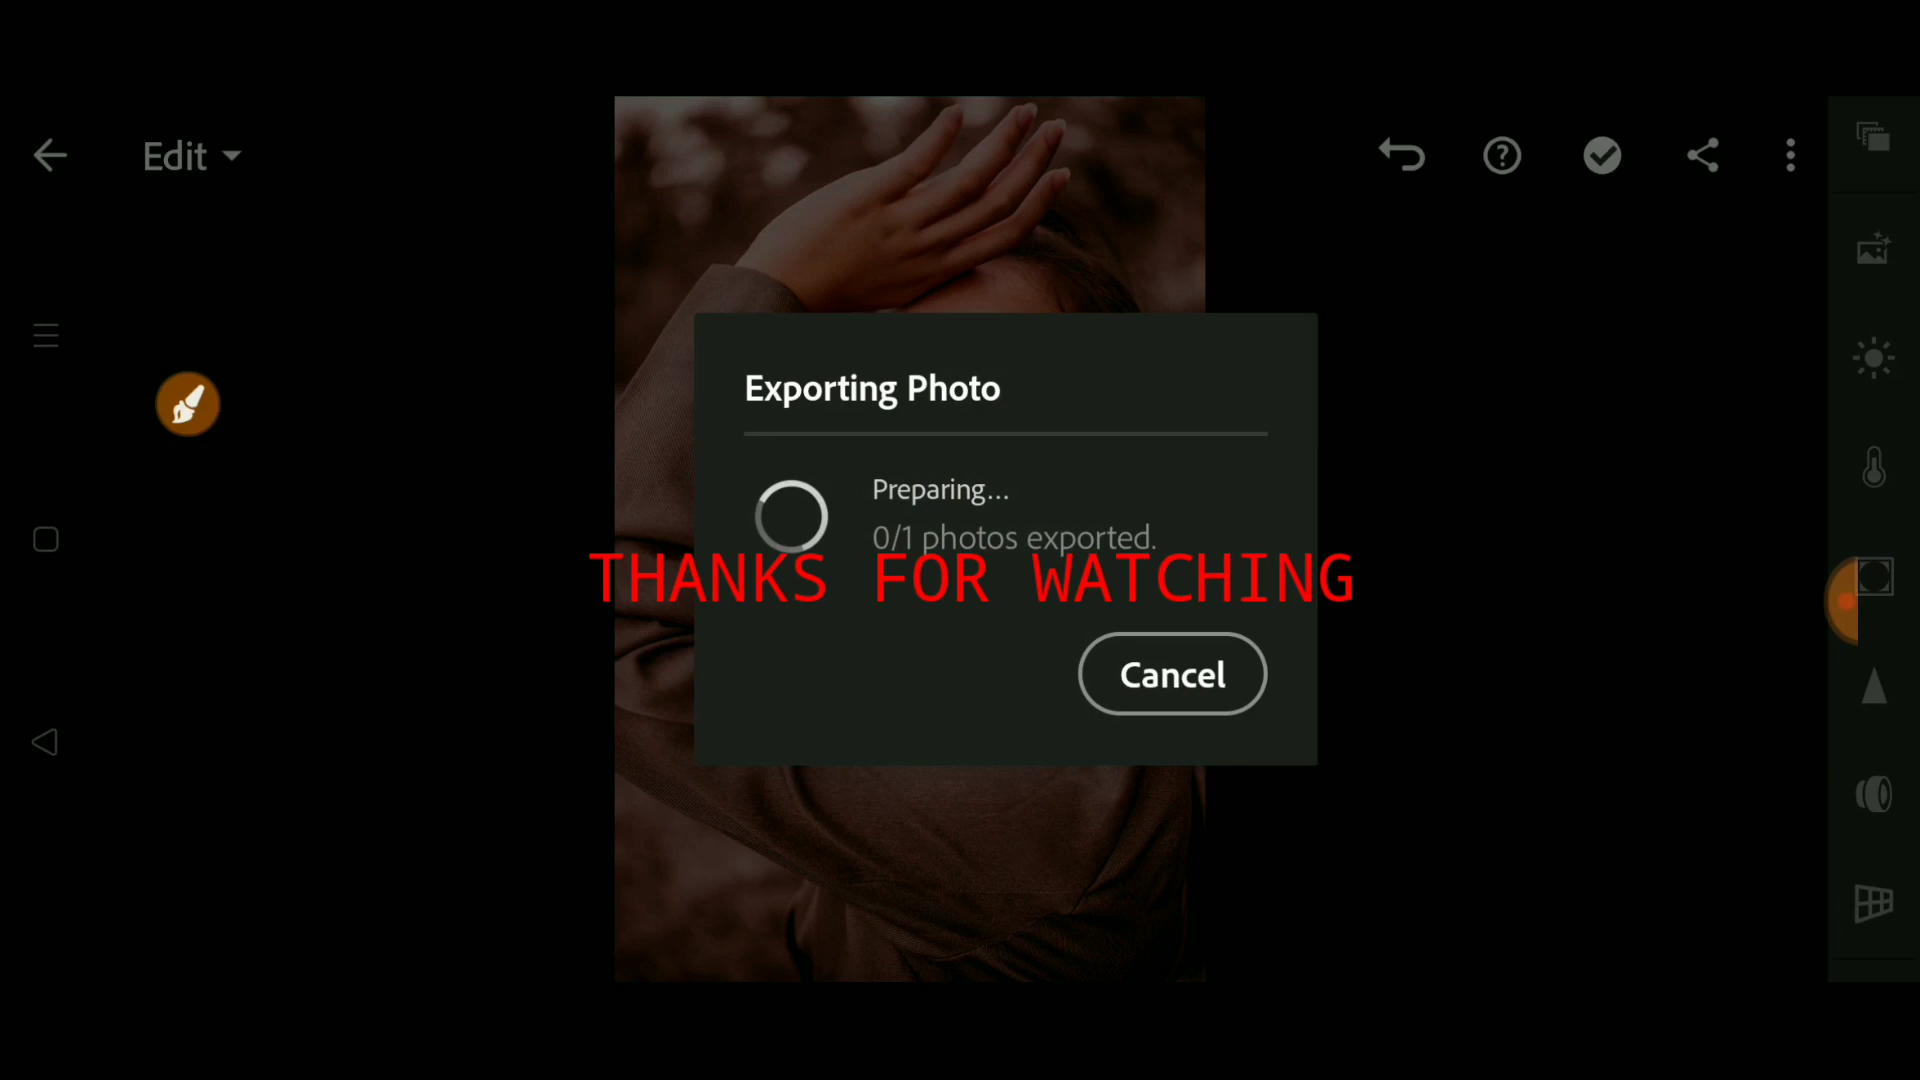 Edit
Exporting Photo
Preparing...
0/1 photos exported.
THANKS FOR WATCHING
Cancel